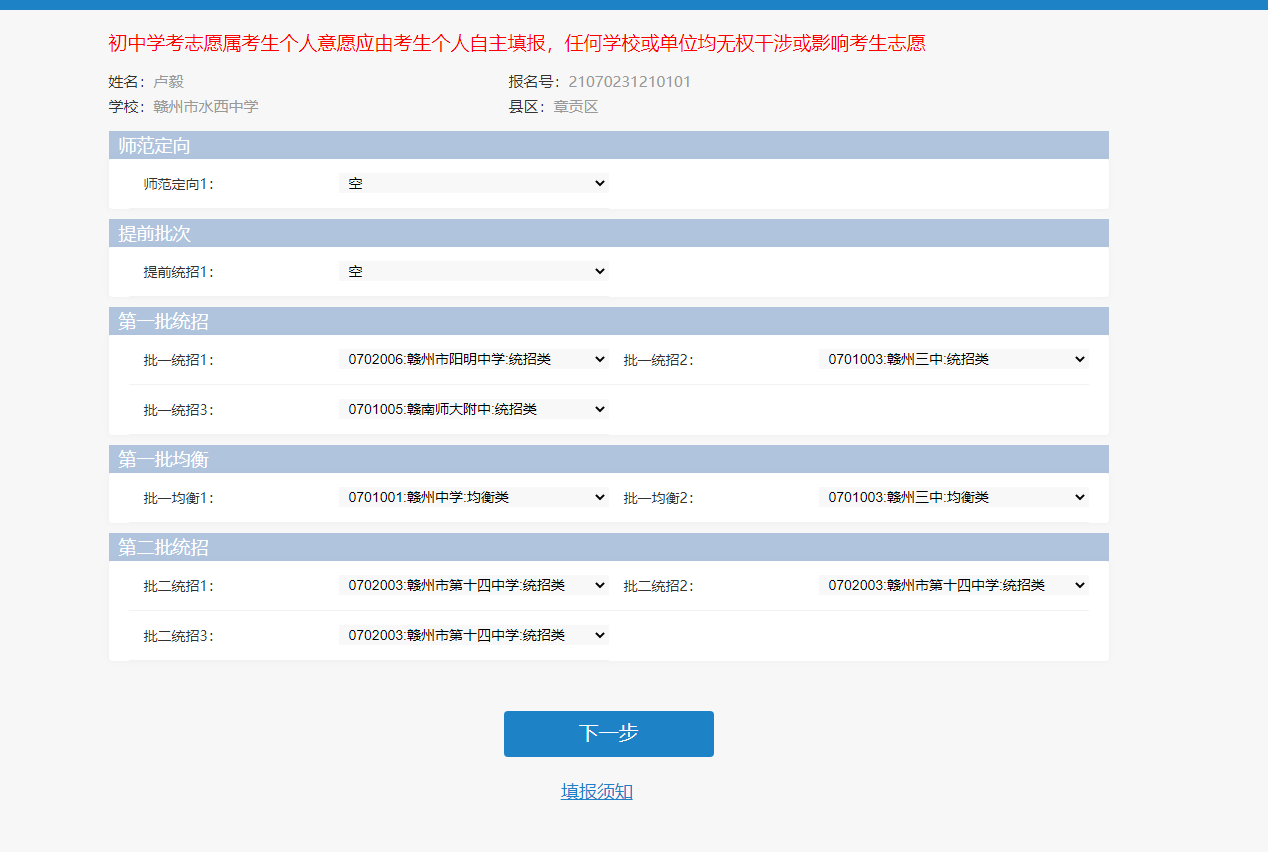 初中学考志愿属考生个人意愿应由考生个人自主填报，任何学校或单位均无权干涉或影响考生志愿
姓名：卢毅 报名号：21070231210101
学校：赣州市水西中学 县区：章贡区
师范定向
师范定向1： 空
提前批次
提前统招1： 空
第一批统招
批一统招1： 0702006:赣州市阳明中学:统招类 批一统招2： 0701003:赣州三中:统招类
批一统招3： 0701005:赣南师大附中:统招类
第一批均衡
批一均衡1： 0701001:赣州中学:均衡类 批一均衡2： 0701003:赣州三中:均衡类
第二批统招
批二统招1： 0702003:赣州市第十四中学:统招类 批二统招2： 0702003:赣州市第十四中学:统招类
批二统招3： 0702003:赣州市第十四中学:统招类
下一步
填报须知